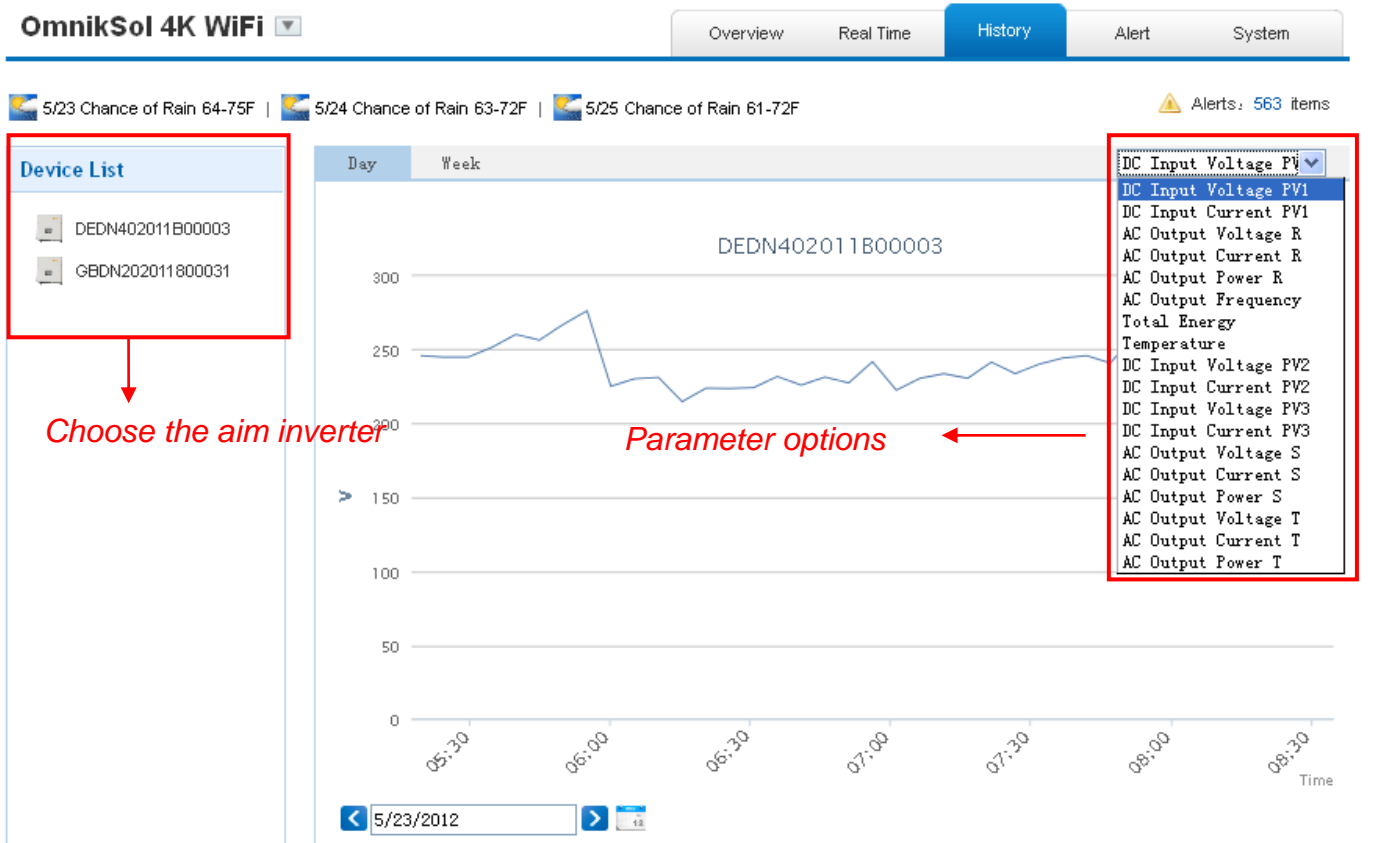 OmnikSol 4K WiFi
Overview Real Time History Alert System
5/23 Chance of Rain 64-75F | 5/24 Chance of Rain 63-72F | 5/25 Chance of Rain 61-72F
Alerts: 563 items
Device List
DEDN402011B00003
GBDN202011800031
Choose the aim inverter
Day Week
DC Input Voltage PV
DC Input Voltage PV1
DC Input Current PV1
AC Output Voltage R
AC Output Current R
AC Output Power R
AC Output Frequency
Total Energy
Temperature
DC Input Voltage PV2
DC Input Current PV2
DC Input Voltage PV3
DC Input Current PV3
AC Output Voltage S
AC Output Current S
AC Output Power S
AC Output Voltage T
AC Output Current T
AC Output Power T
Parameter options
DEDN402011B00003
300
250
200
150
100
50
0
V
05:30 06:00 06:30 07:00 07:30 08:00 08:30
Time
5/23/2012
12